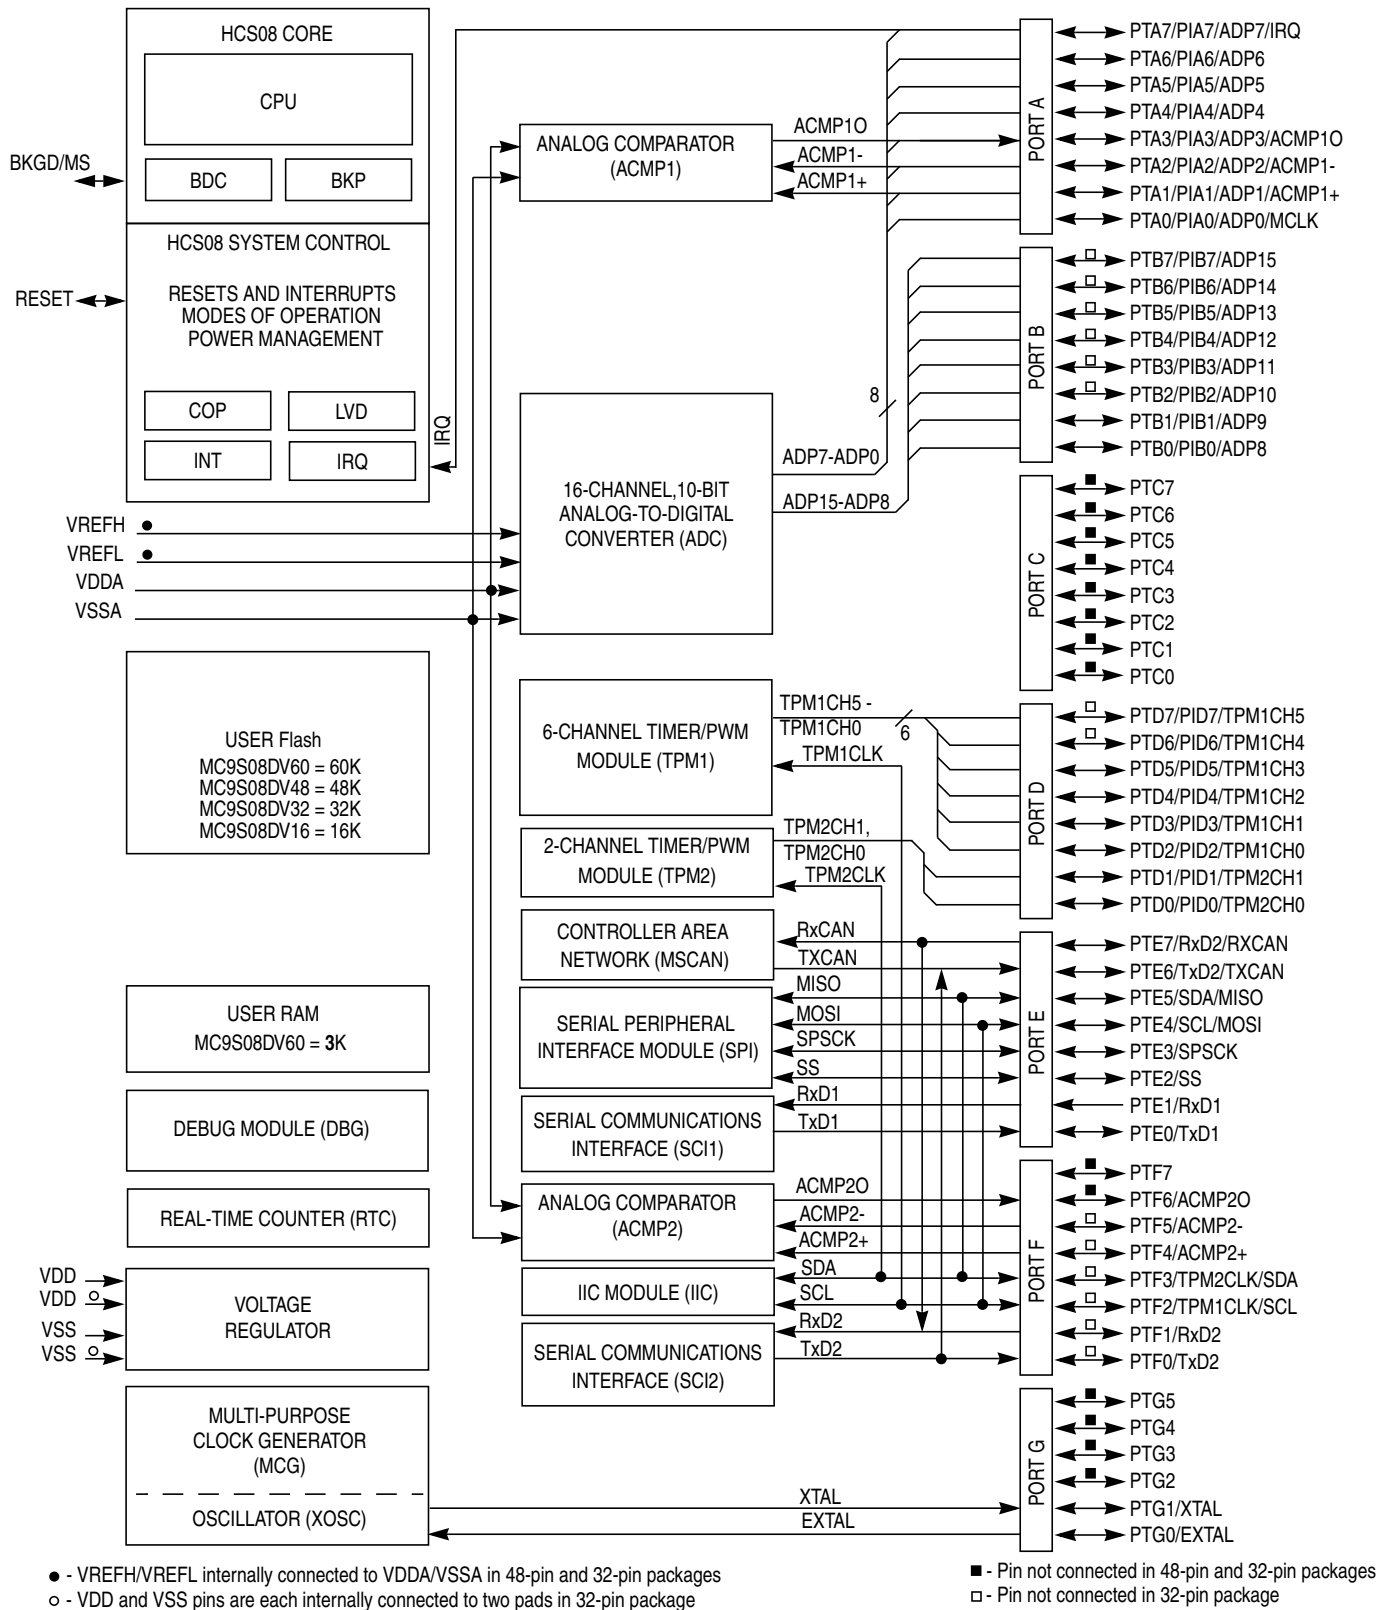 HCS08 CORE
CPU
BDC
BKP
BKGD/MS
HCS08 SYSTEM CONTROL
RESETS AND INTERRUPTS
MODES OF OPERATION
POWER MANAGEMENT
RESET
COP
LVD
INT
IRQ
IRQ
VREFH
VREFL
VDDA
VSSA
USER Flash
MC9S08DV60 = 60K
MC9S08DV48 = 48K
MC9S08DV32 = 32K
MC9S08DV16 = 16K
USER RAM
MC9S08DV60 = 3K
DEBUG MODULE (DBG)
REAL-TIME COUNTER (RTC)
VDD
VDD
VSS
VSS
VOLTAGE
REGULATOR
MULTI-PURPOSE
CLOCK GENERATOR
(MCG)
OSCILLATOR (XOSC)
ANALOG COMPARATOR
(ACMP1)
ACMP1O
ACMP1-
ACMP1+
16-CHANNEL,10-BIT
ANALOG-TO-DIGITAL
CONVERTER (ADC)
8
ADP7-ADP0
ADP15-ADP8
6-CHANNEL TIMER/PWM
MODULE (TPM1)
TPM1CH5 -
TPM1CH0
6
TPM1CLK
2-CHANNEL TIMER/PWM
MODULE (TPM2)
TPM2CH1,
TPM2CH0
TPM2CLK
CONTROLLER AREA
NETWORK (MSCAN)
RxCAN
TXCAN
SERIAL PERIPHERAL
INTERFACE MODULE (SPI)
MISO
MOSI
SPSCK
SS
SERIAL COMMUNICATIONS
INTERFACE (SCI1)
RxD1
TxD1
ANALOG COMPARATOR
(ACMP2)
ACMP2O
ACMP2-
ACMP2+
IIC MODULE (IIC)
SDA
SCL
SERIAL COMMUNICATIONS
INTERFACE (SCI2)
RxD2
TxD2
XTAL
EXTAL
PORT A
PTA7/PIA7/ADP7/IRQ
PTA6/PIA6/ADP6
PTA5/PIA5/ADP5
PTA4/PIA4/ADP4
PTA3/PIA3/ADP3/ACMP1O
PTA2/PIA2/ADP2/ACMP1-
PTA1/PIA1/ADP1/ACMP1+
PTA0/PIA0/ADP0/MCLK
PORT B
PTB7/PIB7/ADP15
PTB6/PIB6/ADP14
PTB5/PIB5/ADP13
PTB4/PIB4/ADP12
PTB3/PIB3/ADP11
PTB2/PIB2/ADP10
PTB1/PIB1/ADP9
PTB0/PIB0/ADP8
PORT C
PTC7
PTC6
PTC5
PTC4
PTC3
PTC2
PTC1
PTC0
PORT D
PTD7/PID7/TPM1CH5
PTD6/PID6/TPM1CH4
PTD5/PID5/TPM1CH3
PTD4/PID4/TPM1CH2
PTD3/PID3/TPM1CH1
PTD2/PID2/TPM1CH0
PTD1/PID1/TPM2CH1
PTD0/PID0/TPM2CH0
PORT E
PTE7/RxD2/RXCAN
PTE6/TxD2/TXCAN
PTE5/SDA/MISO
PTE4/SCL/MOSI
PTE3/SPSCK
PTE2/SS
PTE1/RxD1
PTE0/TxD1
PORT F
PTF7
PTF6/ACMP2O
PTF5/ACMP2-
PTF4/ACMP2+
PTF3/TPM2CLK/SDA
PTF2/TPM1CLK/SCL
PTF1/RxD2
PTF0/TxD2
PORT G
PTG5
PTG4
PTG3
PTG2
PTG1/XTAL
PTG0/EXTAL
● - VREFH/VREFL internally connected to VDDA/VSSA in 48-pin and 32-pin packages
○ - VDD and VSS pins are each internally connected to two pads in 32-pin package
■ - Pin not connected in 48-pin and 32-pin packages
□ - Pin not connected in 32-pin package